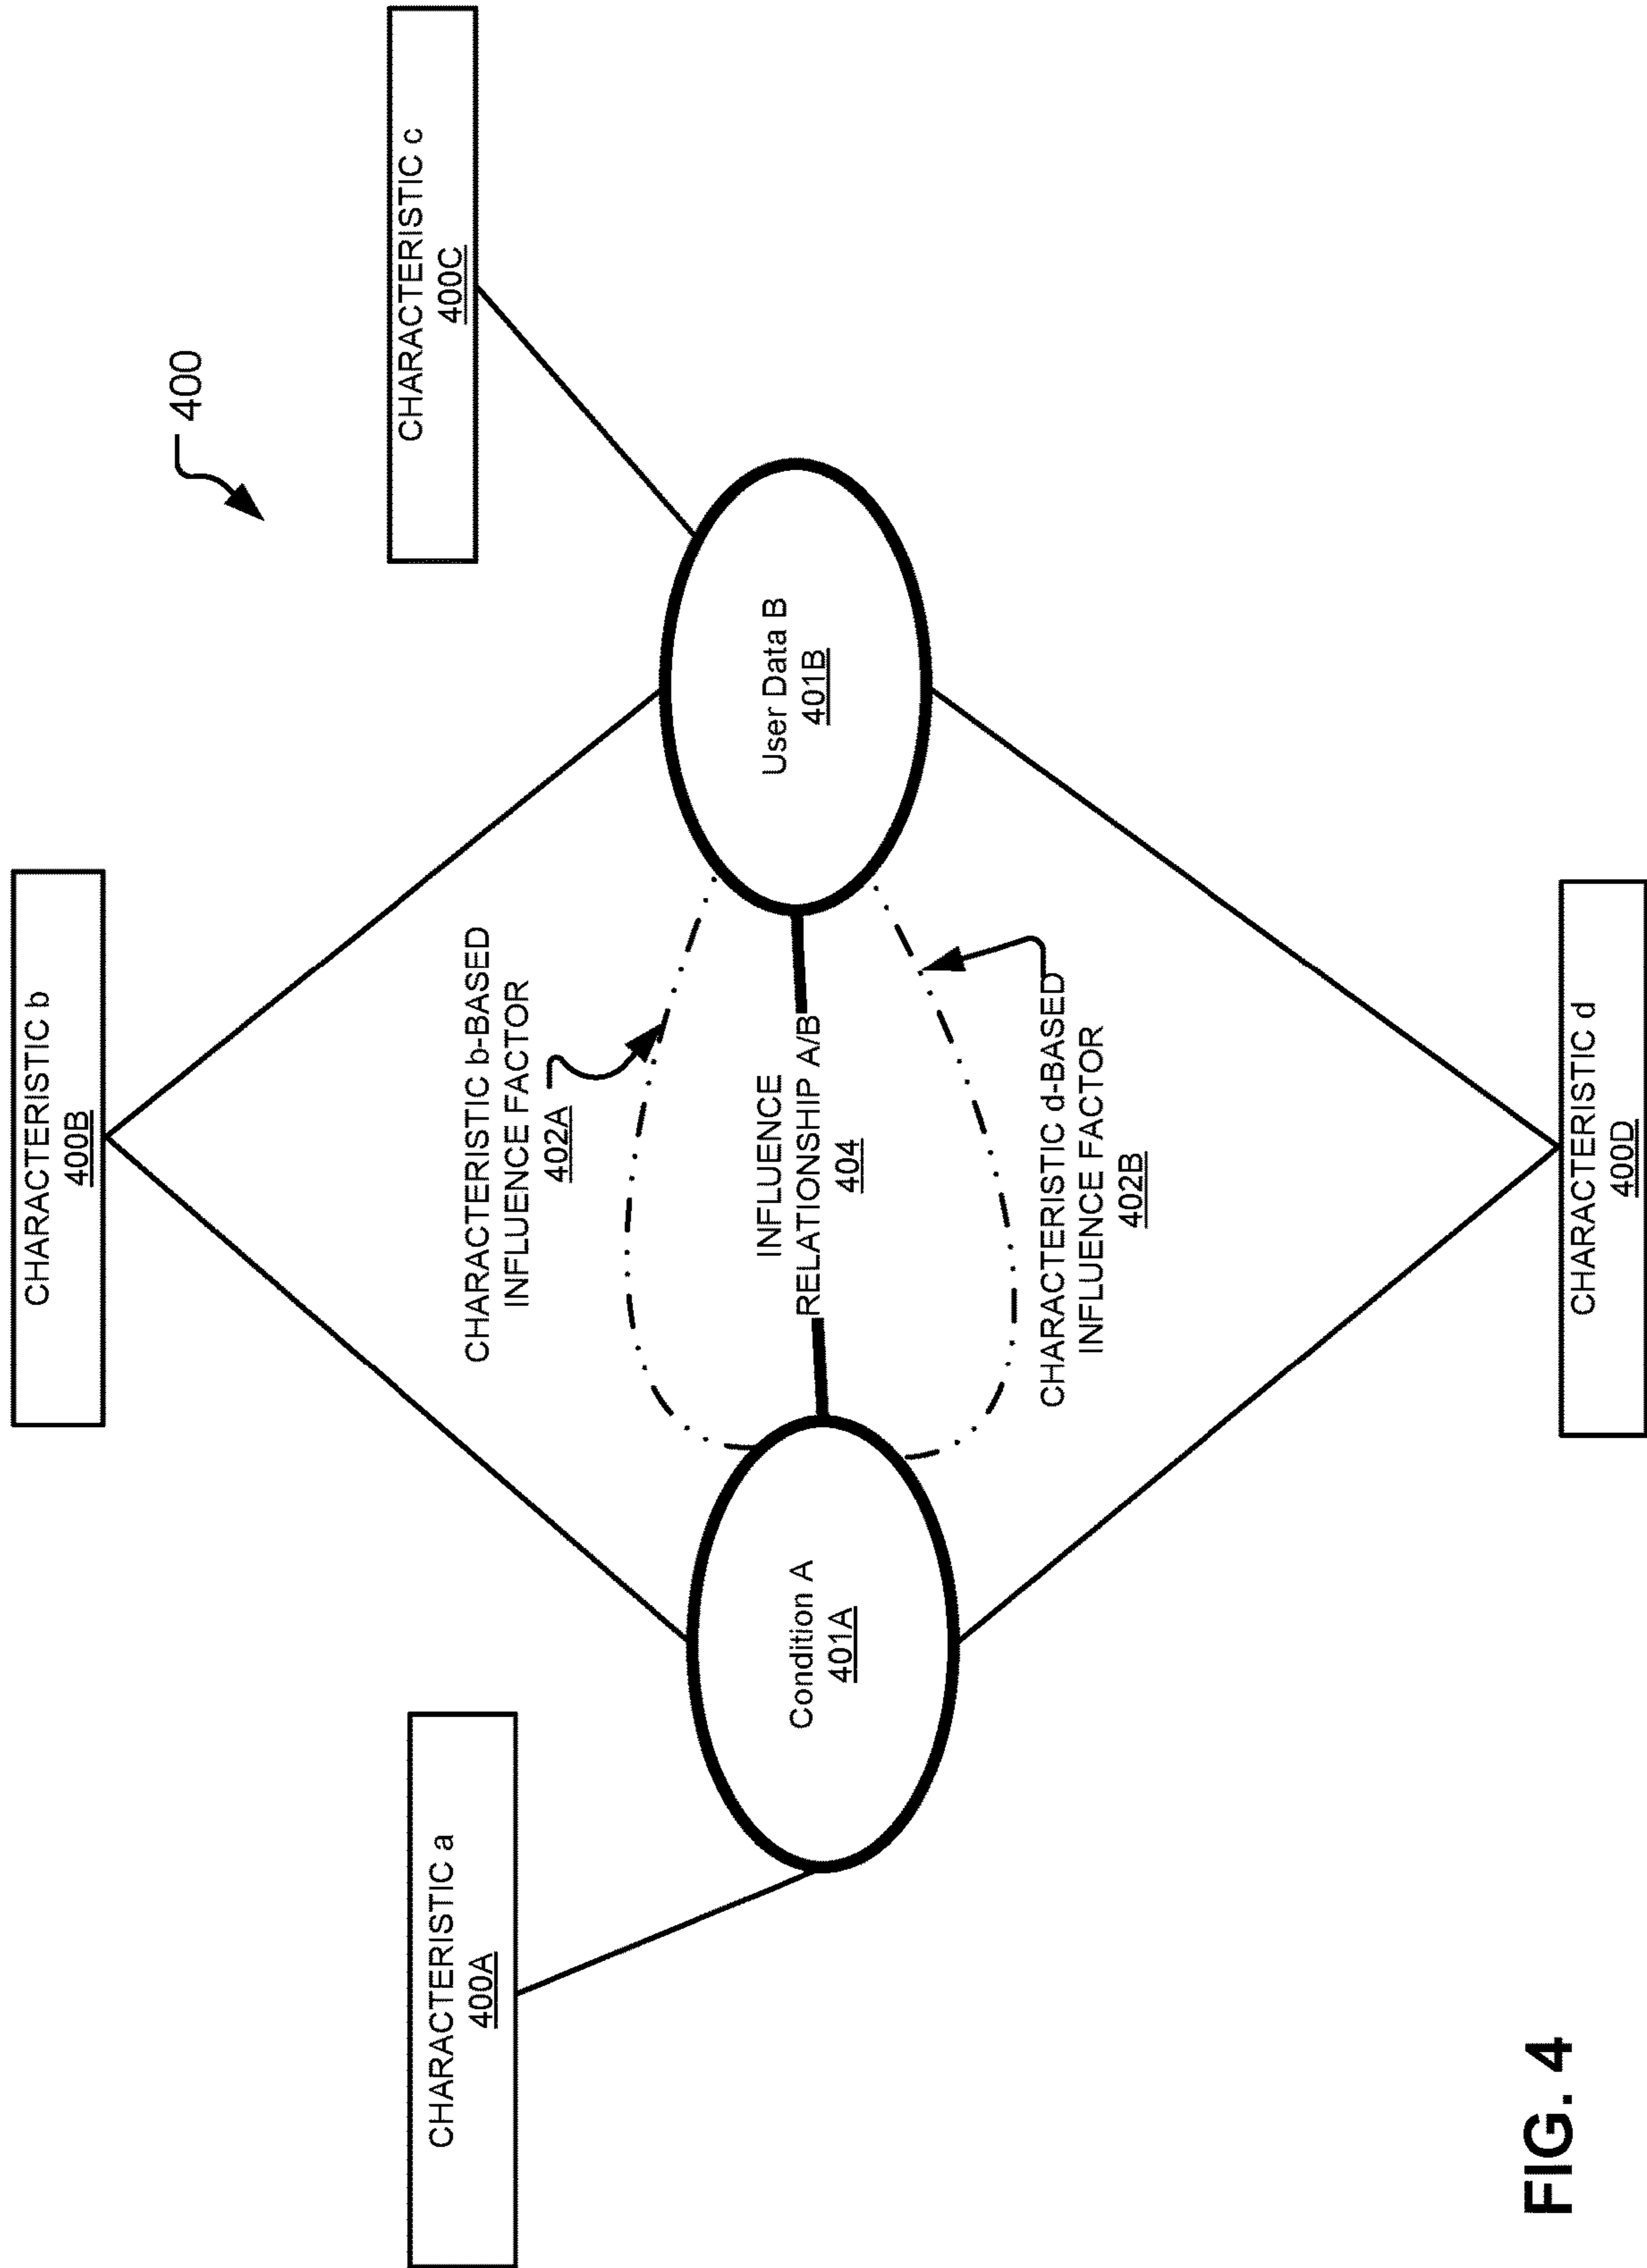 CHARACTERISTIC b
400B
400
CHARACTERISTIC c
400C
CHARACTERISTIC a
400A
CHARACTERISTIC b-BASED
INFLUENCE FACTOR
402A
Condition A
401A
INFLUENCE
RELATIONSHIP A/B
404
User Data B
401B
CHARACTERISTIC d-BASED
INFLUENCE FACTOR
402B
CHARACTERISTIC d
400D
FIG. 4